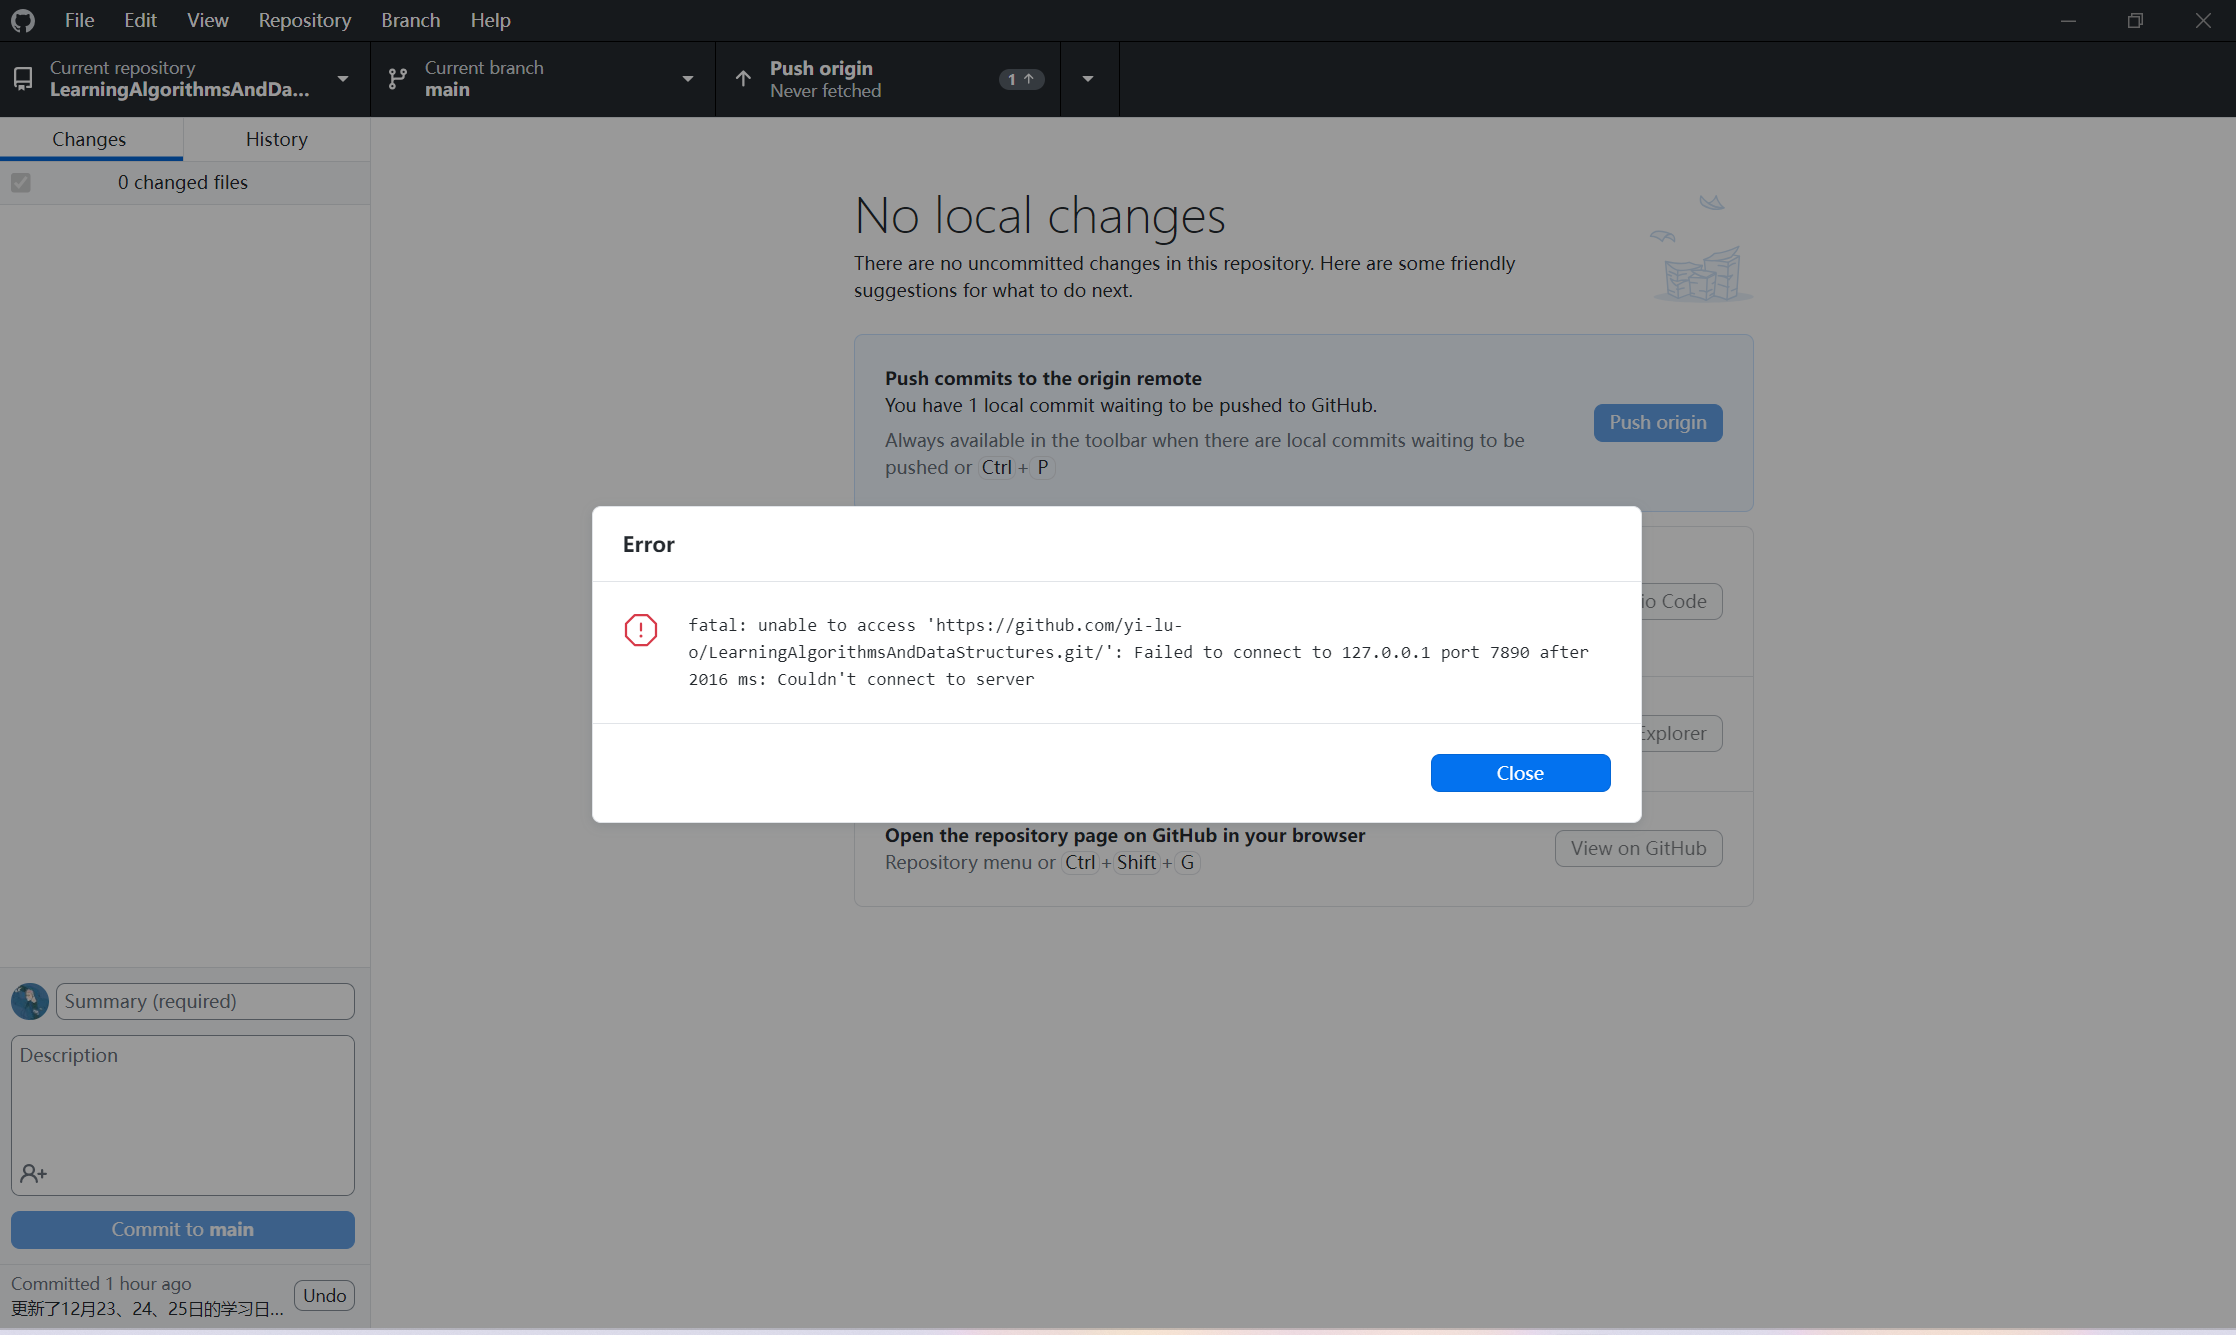 File Edit View Repository Branch Help
Current repository
LearningAlgorithmsAndDa...
Current branch
main
Push origin
Never fetched
1
Changes
History
0 changed files
No local changes
There are no uncommitted changes in this repository. Here are some friendly
suggestions for what to do next.
Push commits to the origin remote
You have 1 local commit waiting to be pushed to GitHub.
Always available in the toolbar when there are local commits waiting to be
pushed or Ctrl + P
Push origin
Error
fatal: unable to access 'https://github.com/yi-lu-
o/LearningAlgorithmsAndDataStructures.git/': Failed to connect to 127.0.0.1 port 7890 after
2016 ms: Couldn't connect to server
Close
io Code
Explorer
Open the repository page on GitHub in your browser
Repository menu or Ctrl + Shift + G
View on GitHub
Summary (required)
Description
Commit to main
Committed 1 hour ago
更新了12月23、24、25日的学习日...
Undo